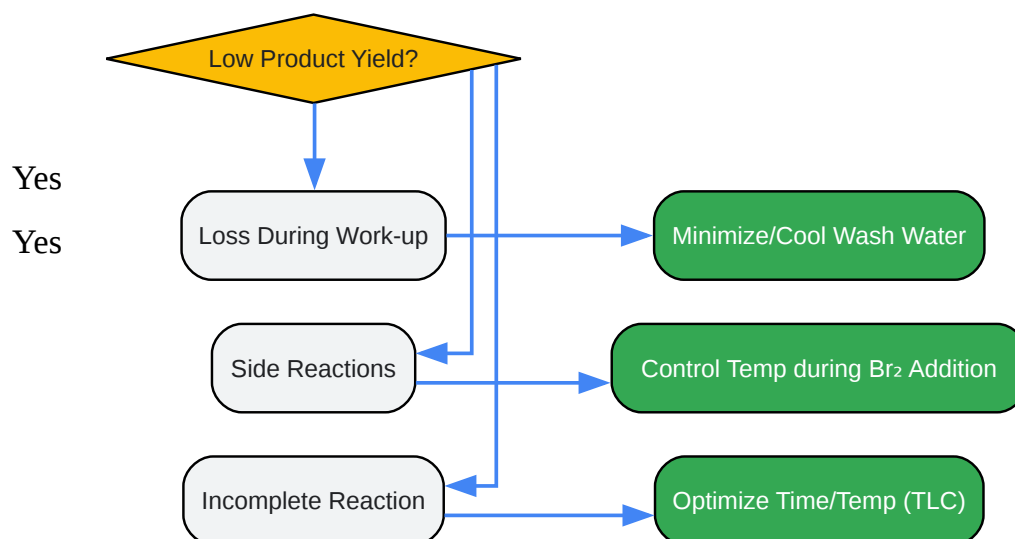 Low Product Yield?
Yes
Yes
Loss During Work-up
Minimize/Cool Wash Water
Side Reactions
Control Temp during Br₂ Addition
Incomplete Reaction
Optimize Time/Temp (TLC)